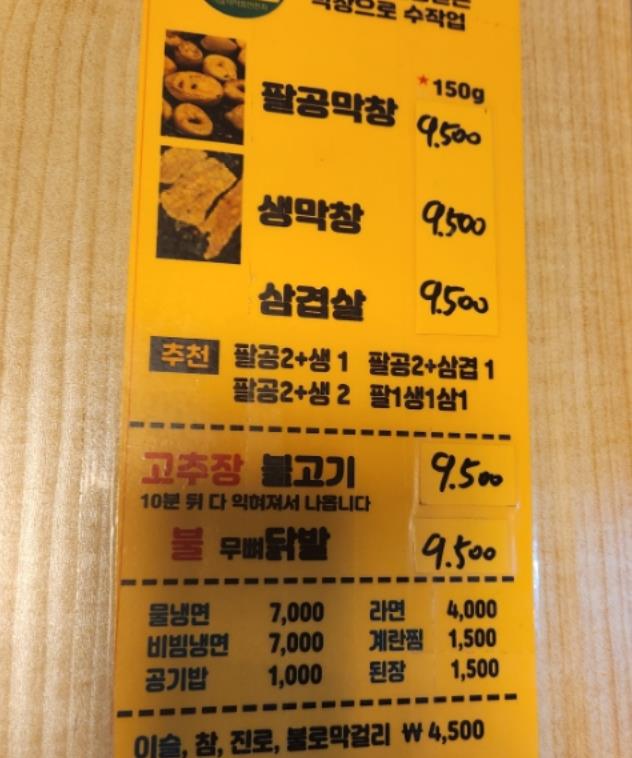 막창으로 수작업
★150g
팔공막창 9.500
생막창 9.500
삼겹살 9.500
추천 팔공2+생 1 팔공2+삼겹 1
팔공2+생 2 팔1생1삼1
고추장 불고기 9.500
10분 뒤 다 익혀져서 나옵니다
불 무뼈닭발 9.500
물냉면 7,000 라면 4,000
비빔냉면 7,000 계란찜 1,500
공기밥 1,000 된장 1,500
이슬, 참, 진로, 불로막걸리 ₩ 4,500